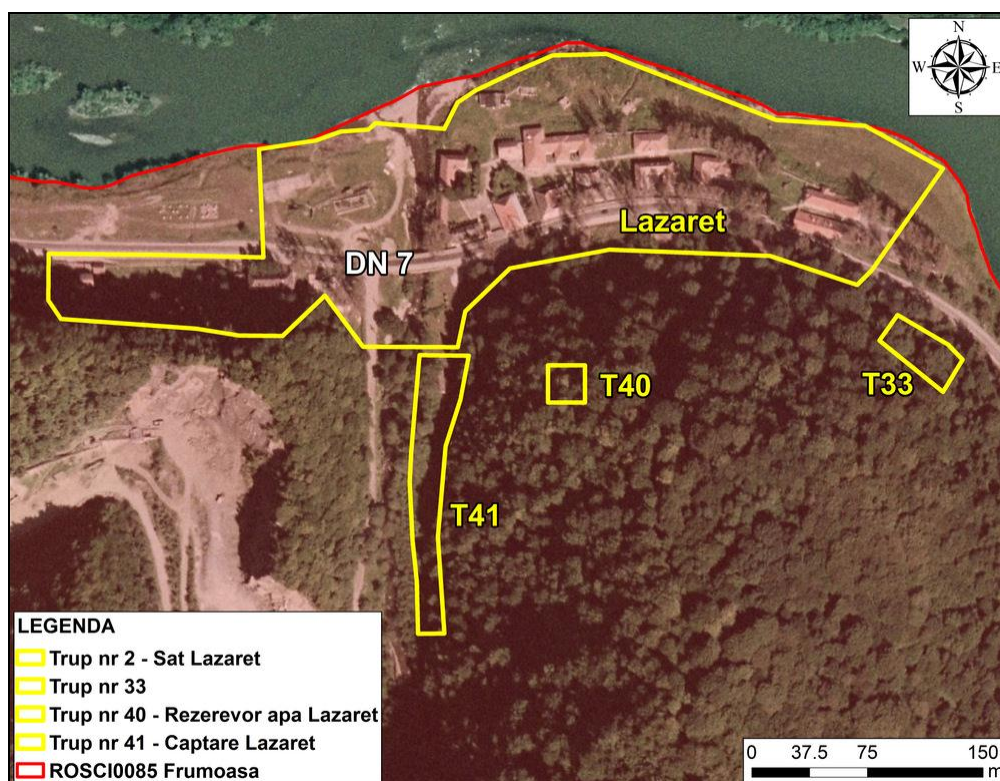 N
W E
S
Lazaret
DN 7
T40
T33
T41
LEGENDA
Trup nr 2 - Sat Lazaret
Trup nr 33
Trup nr 40 - Rezerevor apa Lazaret
Trup nr 41 - Captare Lazaret
ROSCI0085 Frumoasa
0 37.5 75 150
m